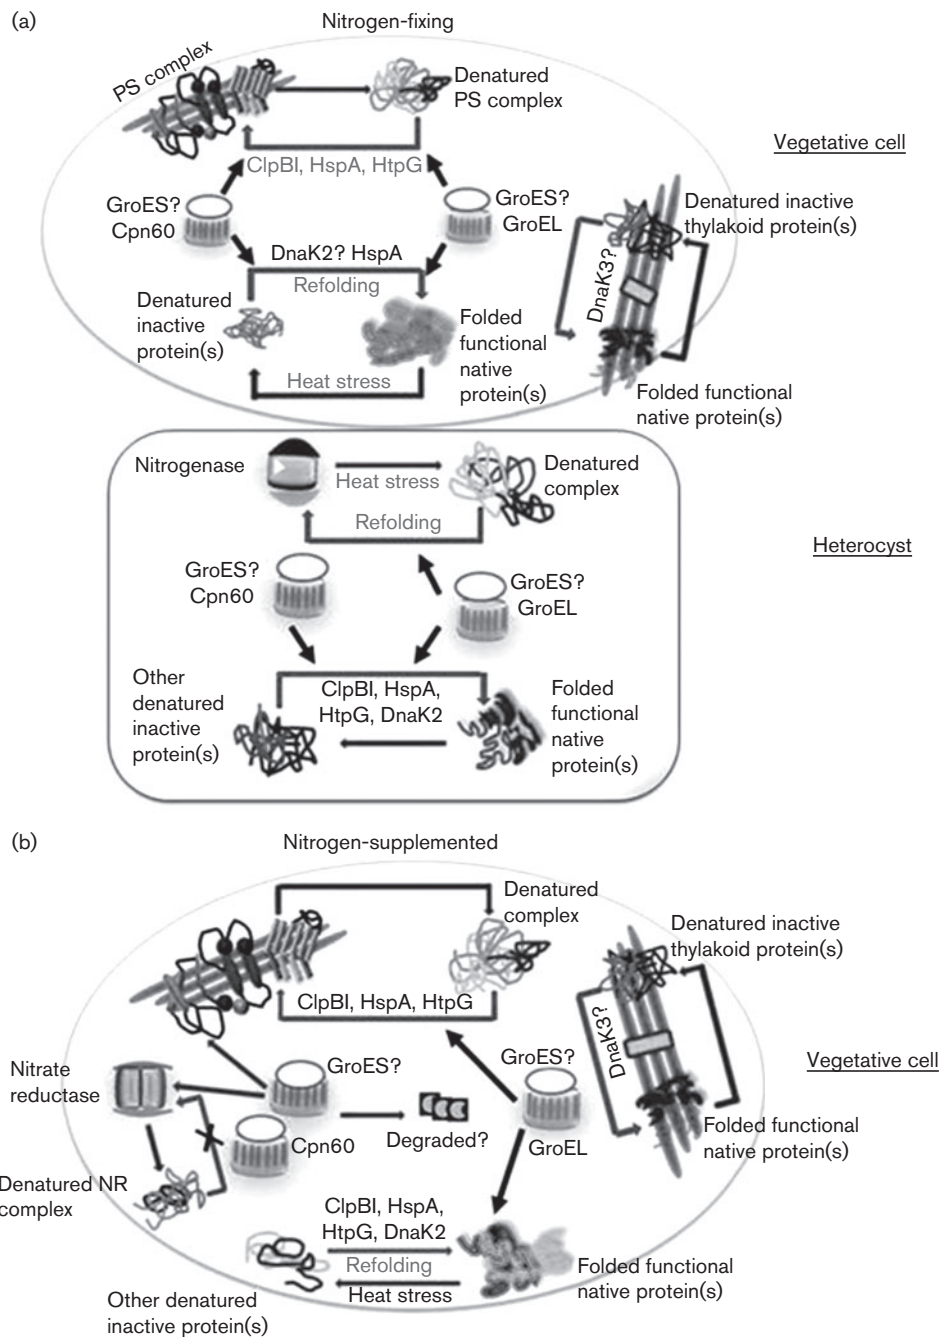 (a)
Nitrogen-fixing
PS complex
Denatured
PS complex
Vegetative cell
ClpBI, HspA, HtpG
GroES?
Cpn60
GroES?
GroEL
Denatured inactive
thylakoid protein(s)
DnaK3?
DnaK2? HspA
Refolding
Denatured
inactive
protein(s)
Folded
functional
native
protein(s)
Heat stress
Folded functional
native protein(s)
Nitrogenase
Heat stress
Denatured
complex
Refolding
Heterocyst
GroES?
Cpn60
GroES?
GroEL
Other
denatured
inactive
protein(s)
ClpBI, HspA,
HtpG, DnaK2
Folded
functional
native
protein(s)
(b)
Nitrogen-supplemented
Denatured
complex
Denatured inactive
thylakoid protein(s)
ClpBI, HspA, HtpG
DnaK3?
Vegetative cell
Nitrate
reductase
GroES?
GroES?
Degraded?
Cpn60
GroEL
Folded functional
native protein(s)
Denatured NR
complex
ClpBI, HspA,
HtpG, DnaK2
Refolding
Heat stress
Folded functional
native protein(s)
Other denatured
inactive protein(s)